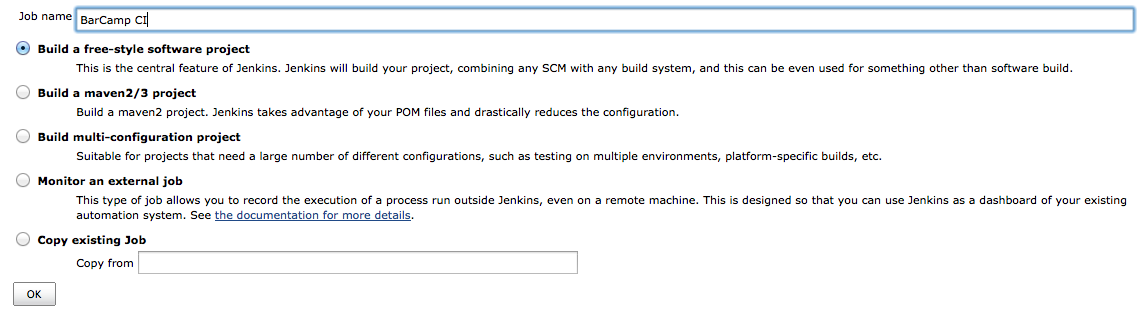 Job name BarCamp CI
Build a free-style software project
This is the central feature of Jenkins. Jenkins will build your project, combining any SCM with any build system, and this can be even used for something other than software build.
Build a maven2/3 project
Build a maven2 project. Jenkins takes advantage of your POM files and drastically reduces the configuration.
Build multi-configuration project
Suitable for projects that need a large number of different configurations, such as testing on multiple environments, platform-specific builds, etc.
Monitor an external job
This type of job allows you to record the execution of a process run outside Jenkins, even on a remote machine. This is designed so that you can use Jenkins as a dashboard of your existing
automation system. See the documentation for more details.
Copy existing Job
Copy from
OK